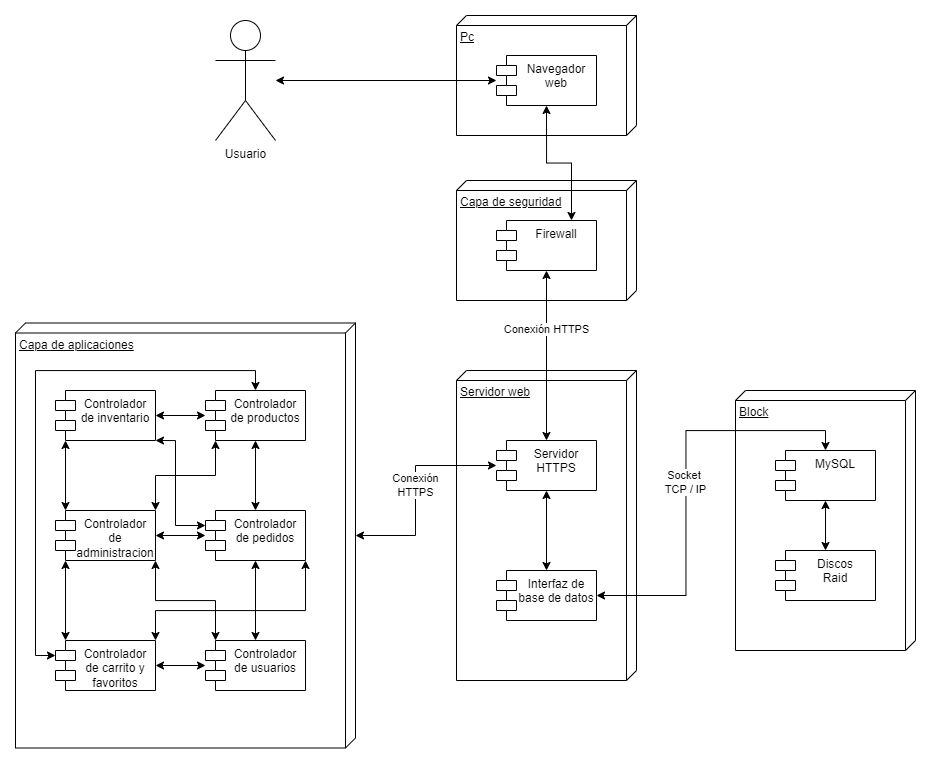 Pc
Navegador
web
Usuario
Capa de seguridad
Firewall
Conexión HTTPS
Capa de aplicaciones
Controlador
de inventario
Controlador
de productos
Controlador
de
administracion
Controlador
de pedidos
Controlador
de carrito y
favoritos
Controlador
de usuarios
Conexión
HTTPS
Servidor web
Servidor
HTTPS
Interfaz de
base de datos
Socket
TCP / IP
Block
MySQL
Discos
Raid